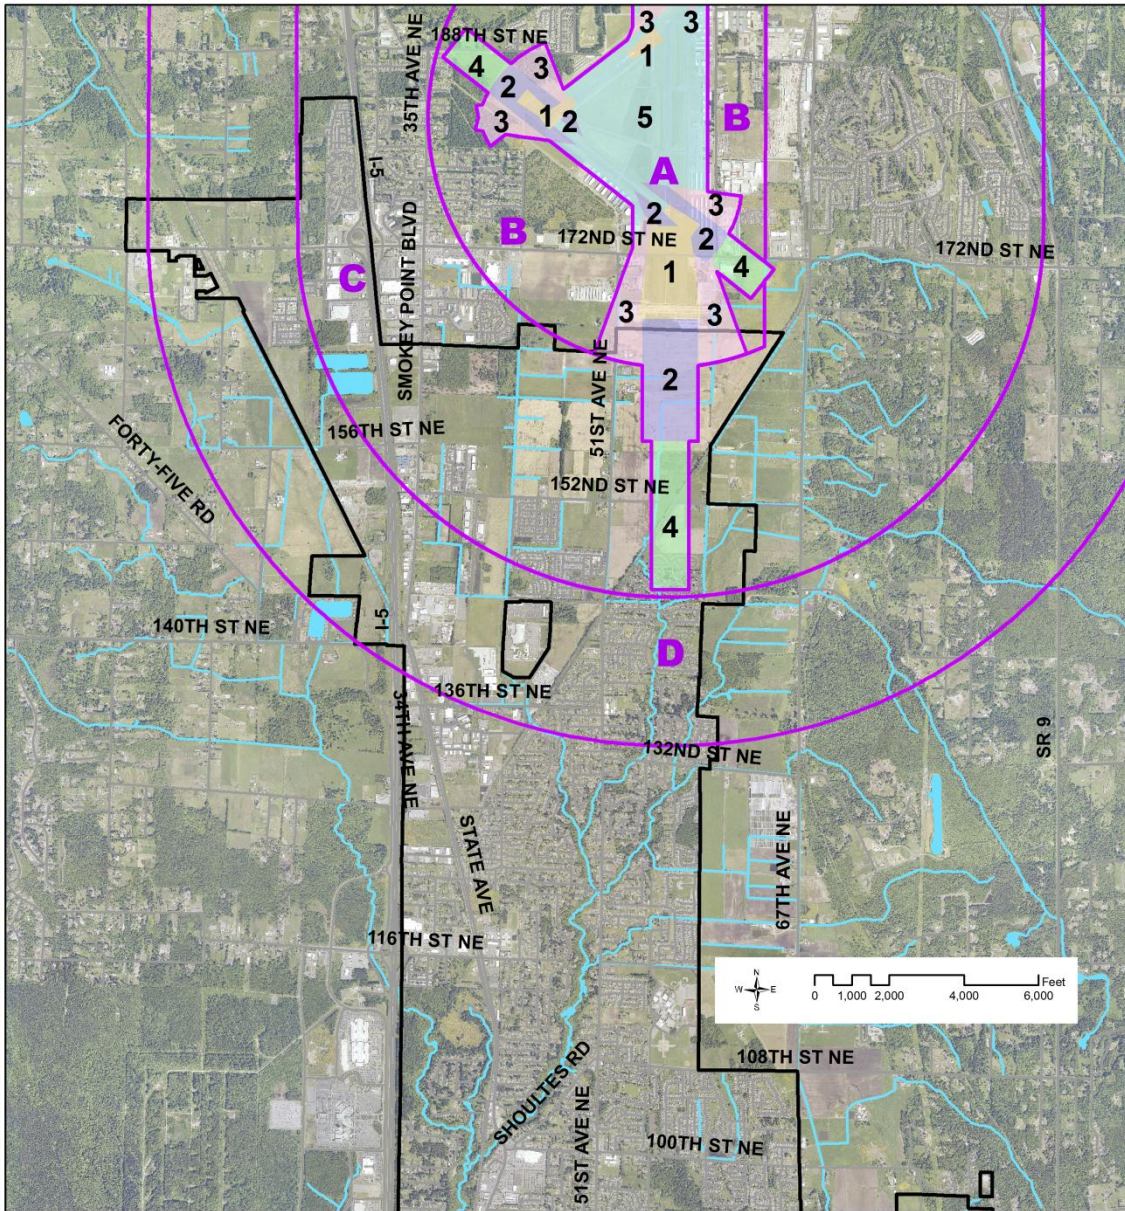 3 3
188TH ST NE
35TH AVE NE
4
2
3
1
3
1
2
5
B
I-5
A
2
3
B
172ND ST NE
2
172ND ST NE
SMOKEY POINT BLVD
C
1
4
3
3
51ST AVE NE
2
156TH ST NE
FORTY-FIVE RD
152ND ST NE
4
I-5
140TH ST NE
D
136TH ST NE
34TH AVE NE
132ND ST NE
SR 9
STATE AVE
67TH AVE NE
116TH ST NE
N
W E
S
0 1,000 2,000 4,000 6,000
Feet
108TH ST NE
SHOULTES RD
51ST AVE NE
100TH ST NE